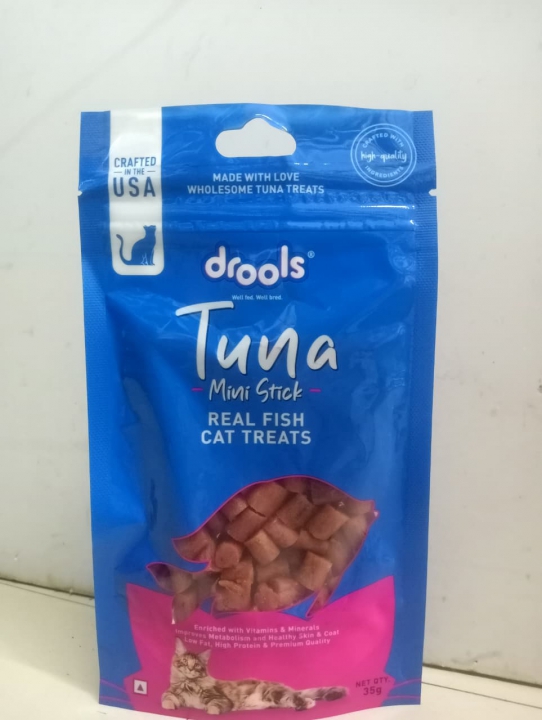 CRAFTED
IN THE
USA
MADE WITH LOVE
WHOLESOME TUNA TREATS
CRAFTED WITH
high-quality
INGREDIENTS
drools®
Well fed. Well bred.
Tuna
Mini Stick
REAL FISH
CAT TREATS
Enriched with Vitamins & Minerals
Improves Metabolism and Healthy Skin & Coat
Low Fat, High Protein & Premium Quality
NET QTY.
35g